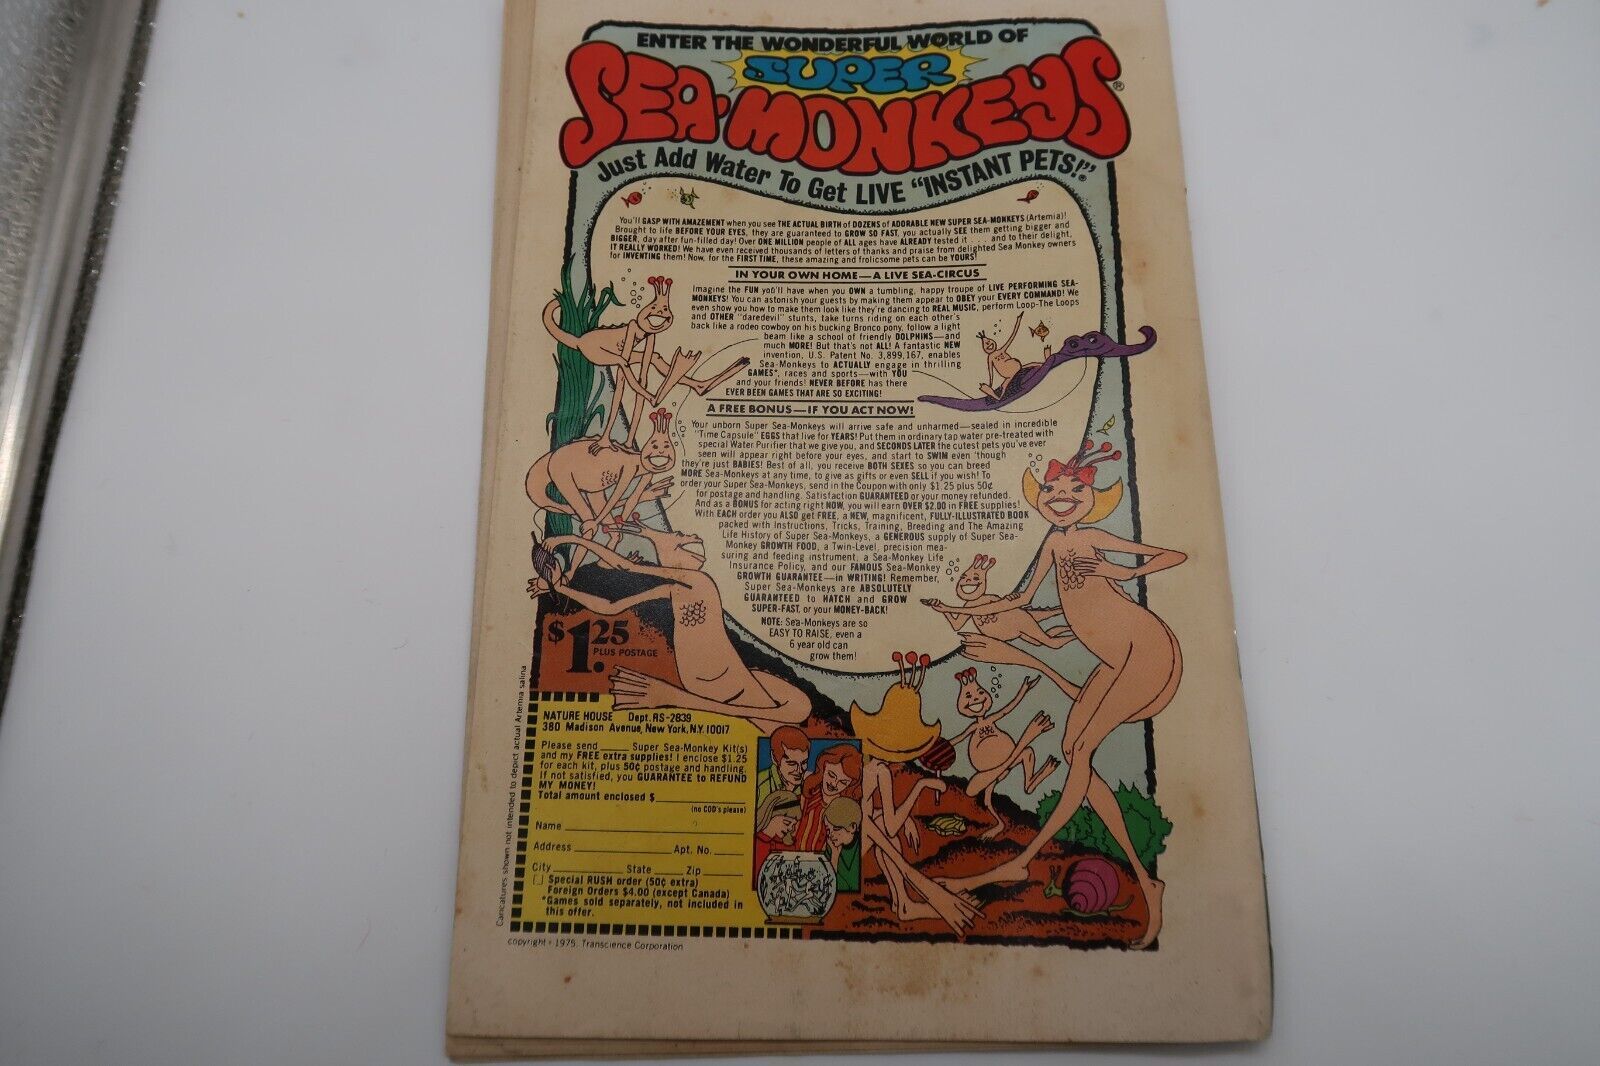 ENTER THE WONDERFUL WORLD OF
SUPER
SEA-MONKEYS®
Just Add Water To Get LIVE "INSTANT PETS!"®
You'll GASP WITH AMAZEMENT when you see THE ACTUAL BIRTH of DOZENS of ADORABLE NEW SUPER SEA-MONKEYS (Artemia)!
Brought to life BEFORE YOUR EYES, they are guaranteed to GROW SO FAST, you actually SEE them getting bigger and
BIGGER, day after fun-filled day! Over ONE MILLION people of ALL ages have ALREADY tested it . . . and to their delight,
IT REALLY WORKED! We have even received thousands of letters of thanks and praise from delighted Sea Monkey owners
for INVENTING them! Now, for the FIRST TIME, these amazing and frolicsome pets can be YOURS!
IN YOUR OWN HOME—A LIVE SEA-CIRCUS
Imagine the FUN you'll have when you OWN a tumbling, happy troupe of LIVE PERFORMING SEA-
MONKEYS! You can astonish your guests by making them appear to OBEY your EVERY COMMAND! We
even show you how to make them look like they're dancing to REAL MUSIC, perform Loop-The Loops
and OTHER "daredevil" stunts, take turns riding on each other's
back like a rodeo cowboy on his bucking Bronco pony, follow a light
beam like a school of friendly DOLPHINS—and
much MORE! But that's not ALL! A fantastic NEW
invention, U.S. Patent No. 3,899,167, enables
Sea-Monkeys to ACTUALLY engage in thrilling
GAMES*, races and sports—with YOU
and your friends! NEVER BEFORE has there
EVER BEEN GAMES THAT ARE SO EXCITING!
A FREE BONUS—IF YOU ACT NOW!
Your unborn Super Sea-Monkeys will arrive safe and unharmed—sealed in incredible
"Time Capsule" EGGS that live for YEARS! Put them in ordinary tap water pre-treated with
special Water Purifier that we give you, and SECONDS LATER the cutest pets you've ever
seen will appear right before your eyes, and start to SWIM even 'though
they're just BABIES! Best of all, you receive BOTH SEXES so you can breed
MORE Sea-Monkeys at any time, to give as gifts or even SELL if you wish! To
order your Super Sea-Monkeys, send in the Coupon with only $1.25 plus 50¢
for postage and handling. Satisfaction GUARANTEED or your money refunded.
And as a BONUS for acting right NOW, you will earn OVER $2.00 in FREE supplies!
With EACH order you ALSO get FREE, a NEW, magnificent, FULLY-ILLUSTRATED BOOK
packed with Instructions, Tricks, Training, Breeding and The Amazing
Life History of Super Sea-Monkeys, a GENEROUS supply of Super Sea-
Monkey GROWTH FOOD, a Twin-Level, precision mea-
suring and feeding instrument, a Sea-Monkey Life
Insurance Policy, and our FAMOUS Sea-Monkey
GROWTH GUARANTEE—in WRITING! Remember,
Super Sea-Monkeys are ABSOLUTELY
GUARANTEED to HATCH and GROW
SUPER-FAST, or your MONEY-BACK!
NOTE: Sea-Monkeys are so
EASY TO RAISE, even a
6 year old can
grow them!
$1.25
PLUS POSTAGE
Caricatures shown not intended to depict actual Artemia salina
NATURE HOUSE Dept. RS-2839
380 Madison Avenue, New York, N.Y. 10017
Please send _____ Super Sea-Monkey Kit(s)
and my FREE extra supplies! I enclose $1.25
for each kit, plus 50¢ postage and handling.
If not satisfied, you GUARANTEE to REFUND
MY MONEY!
Total amount enclosed $_____
(no COD's please)
Name _____
Address _____ Apt. No. _____
City _____ State _____ Zip _____
□ Special RUSH order (50¢ extra)
Foreign Orders $4.00 (except Canada)
*Games sold separately, not included in
this offer.
copyright • 1975, Transcience Corporation